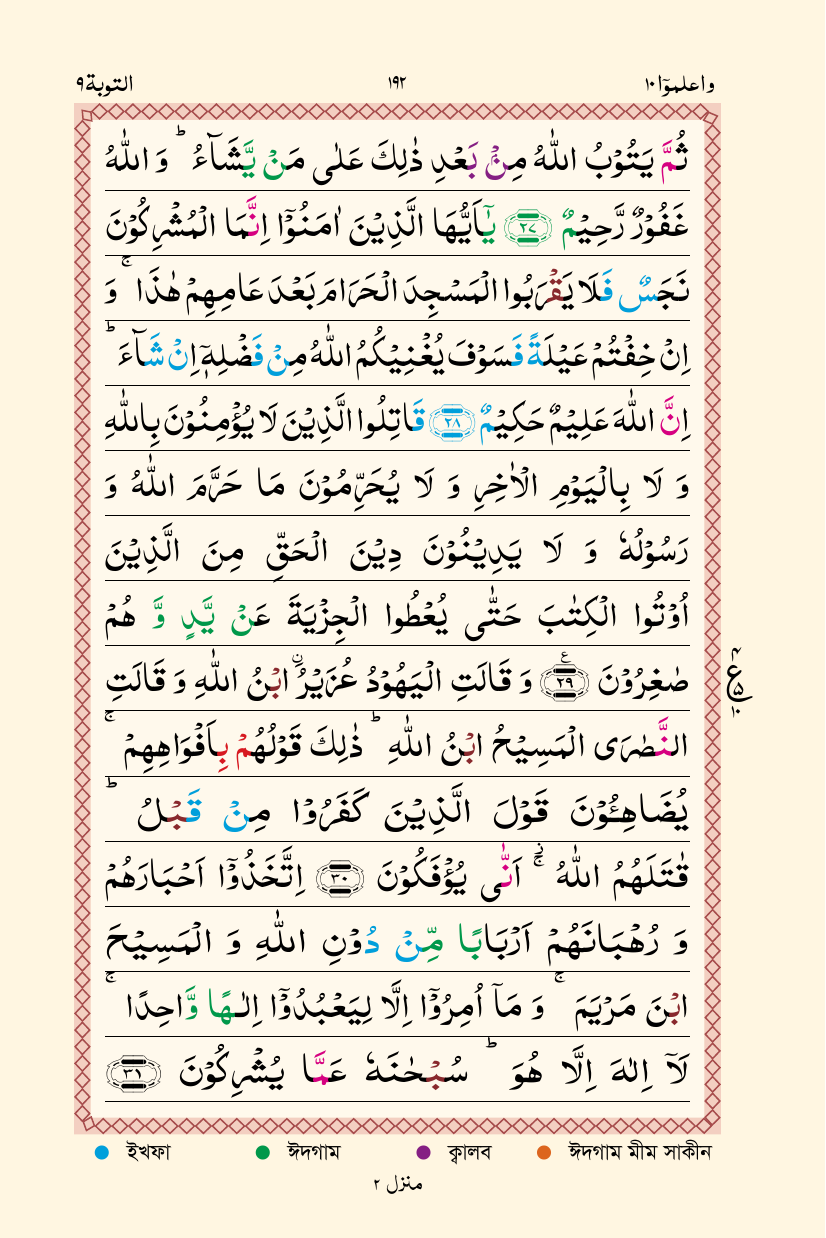 التوبة٩ ١٩٢ واعلموٓا١٠
ثُمَّ يَتُوۡبُ اللّٰهُ مِنۡۢ بَعۡدِ ذٰلِكَ عَلٰى مَنۡ يَّشَآءُ ؕ وَ اللّٰهُ
غَفُوۡرٌ رَّحِيۡمٌ ﴿۲۷﴾ يٰۤاَيُّهَا الَّذِيۡنَ اٰمَنُوۡۤا اِنَّمَا الۡمُشۡرِكُوۡنَ
نَجَسٌ فَلَا يَقۡرَبُوا الۡمَسۡجِدَ الۡحَـرَامَ بَعۡدَ عَامِهِمۡ هٰذَا ۚ وَ
اِنۡ خِفۡتُمۡ عَيۡلَةً فَسَوۡفَ يُغۡنِيۡكُمُ اللّٰهُ مِنۡ فَضۡلِهٖۤ اِنۡ شَآءَ ؕ
اِنَّ اللّٰهَ عَلِيۡمٌ حَكِيۡمٌ ﴿۲۸﴾ قَاتِلُوا الَّذِيۡنَ لَا يُؤۡمِنُوۡنَ بِاللّٰهِ
وَ لَا بِالۡيَوۡمِ الۡاٰخِرِ وَ لَا يُحَرِّمُوۡنَ مَا حَرَّمَ اللّٰهُ وَ
رَسُوۡلُهٗ وَ لَا يَدِيۡنُوۡنَ دِيۡنَ الۡحَقِّ مِنَ الَّذِيۡنَ
اُوۡتُوا الۡكِتٰبَ حَتّٰى يُعۡطُوا الۡجِزۡيَةَ عَنۡ يَّدٍ وَّ هُمۡ
صٰغِرُوۡنَ ﴿۲۹﴾ ع وَ قَالَتِ الۡيَهُوۡدُ عُزَيۡرُ ۨابۡنُ اللّٰهِ وَ قَالَتِ
النَّصٰرَى الۡمَسِيۡحُ ابۡنُ اللّٰهِ ؕ ذٰلِكَ قَوۡلُهُمۡ بِاَفۡوَاهِهِمۡ ۚ
يُضَاهِـُٔوۡنَ قَوۡلَ الَّذِيۡنَ كَفَرُوۡا مِنۡ قَبۡلُ ؕ
قٰتَلَهُمُ اللّٰهُ ۚ اَنّٰى يُؤۡفَكُوۡنَ ﴿۳۰﴾ اِتَّخَذُوۡۤا اَحۡبَارَهُمۡ
وَ رُهۡبَانَهُمۡ اَرۡبَابًا مِّنۡ دُوۡنِ اللّٰهِ وَ الۡمَسِيۡحَ
ابۡنَ مَرۡيَمَ ۚ وَ مَاۤ اُمِرُوۡۤا اِلَّا لِيَعۡبُدُوۡۤا اِلٰـهًا وَّاحِدًا ۚ
لَاۤ اِلٰهَ اِلَّا هُوَ ؕ سُبۡحٰنَهٗ عَمَّا يُشۡرِكُوۡنَ ﴿۳۱﴾
ইখফা ঈদগাম ক্বালব ঈদগাম মীম সাকীন
منزل ٢